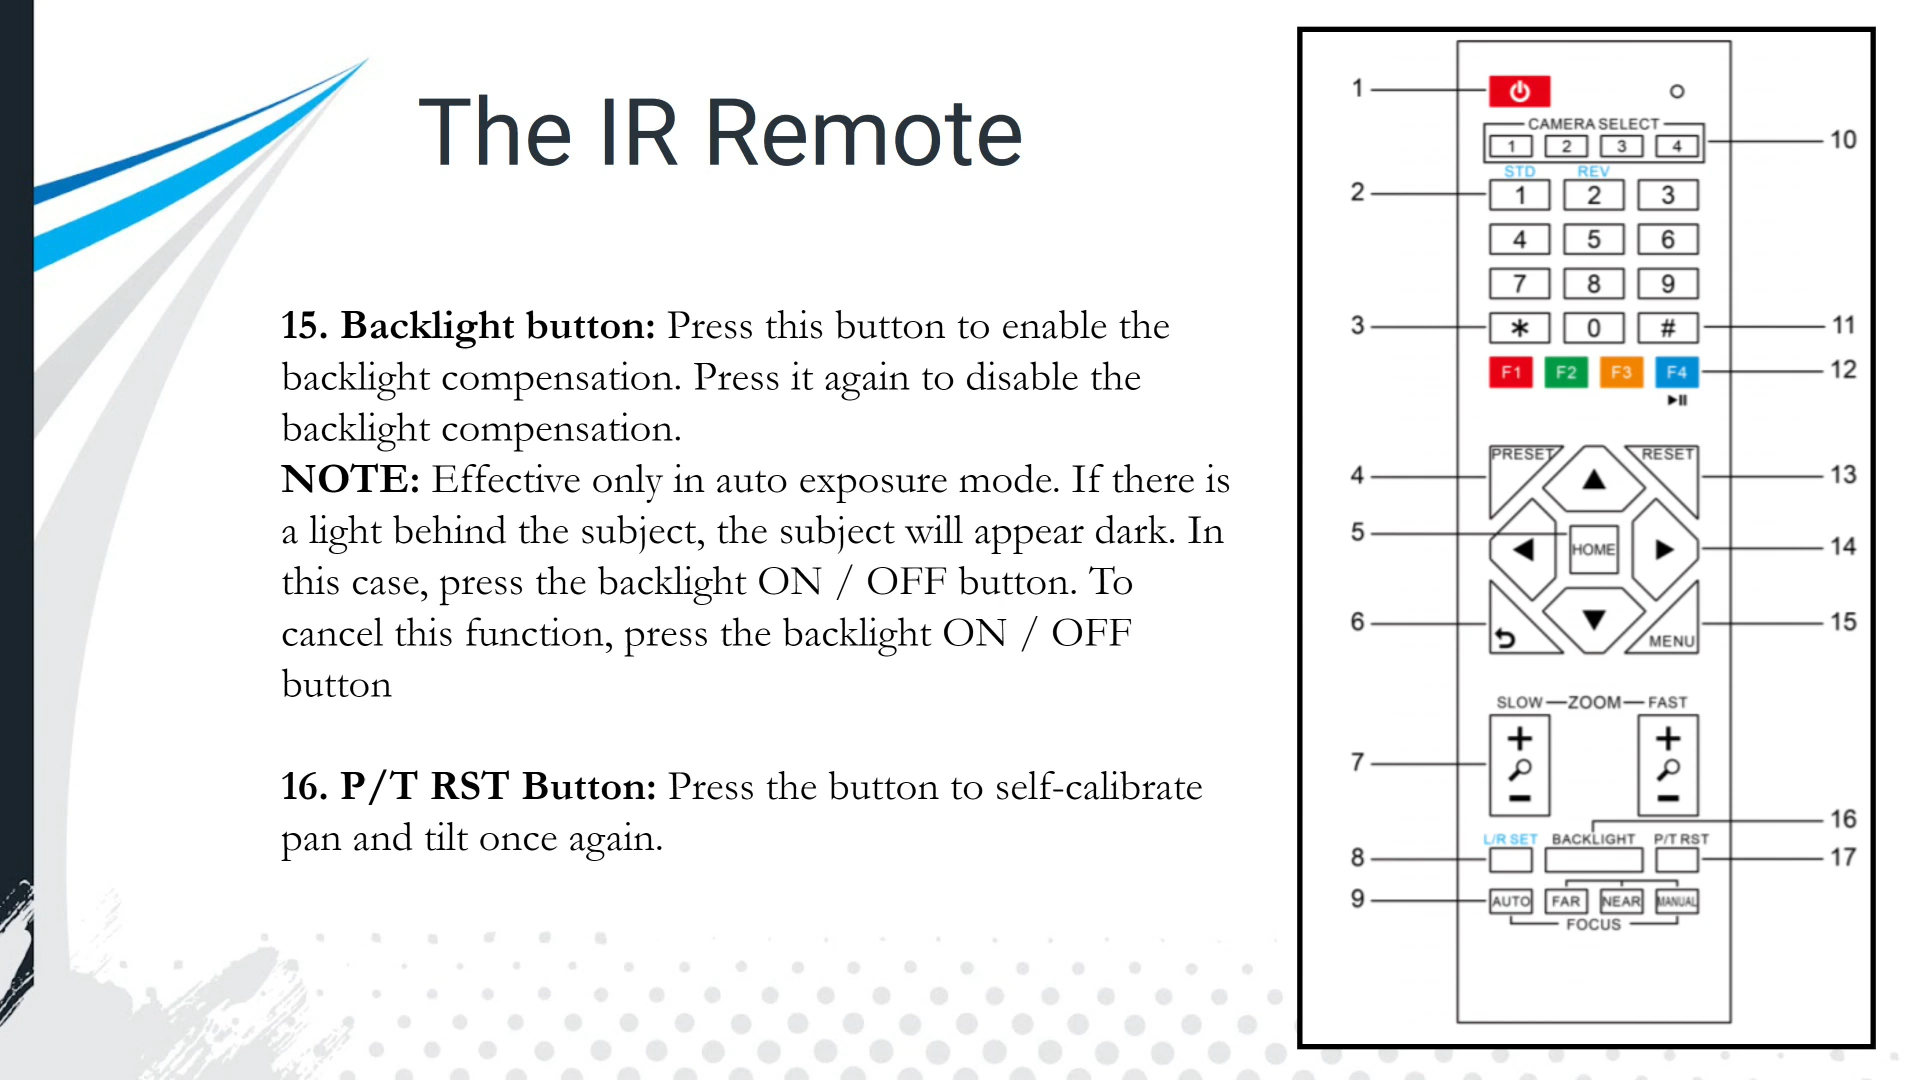 The IR Remote
15. Backlight button: Press this button to enable the
backlight compensation. Press it again to disable the
backlight compensation.
NOTE: Effective only in auto exposure mode. If there is
a light behind the subject, the subject will appear dark. In
this case, press the backlight ON / OFF button. To
cancel this function, press the backlight ON / OFF
button
16. P/T RST Button: Press the button to self-calibrate
pan and tilt once again.
1
CAMERA SELECT
1 2 3 4 10
STD REV
2 1 2 3
4 5 6
7 8 9
3 * 0 # 11
F1 F2 F3 F4 12
PRESET RESET
4 13
5 HOME 14
6 15
MENU
SLOW ZOOM FAST
+ +
7
- -
16
L/R SET BACKLIGHT P/T RST
8 17
9 AUTO FAR NEAR MANUAL
FOCUS